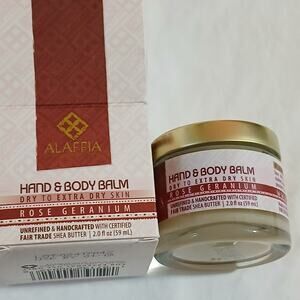 ALAFFIA
HAND & BODY BALM
DRY TO EXTRA DRY SKIN
ROSE GERANIUM
UNREFINED & HANDCRAFTED WITH CERTIFIED
FAIR TRADE SHEA BUTTER | 2.0 fl oz (59 mL)
HAND & BODY BALM
DRY TO EXTRA DRY SKIN
ROSE GERANIUM
UNREFINED & HANDCRAFTED WITH CERTIFIED
FAIR TRADE SHEA BUTTER | 2.0 fl oz (59 mL)